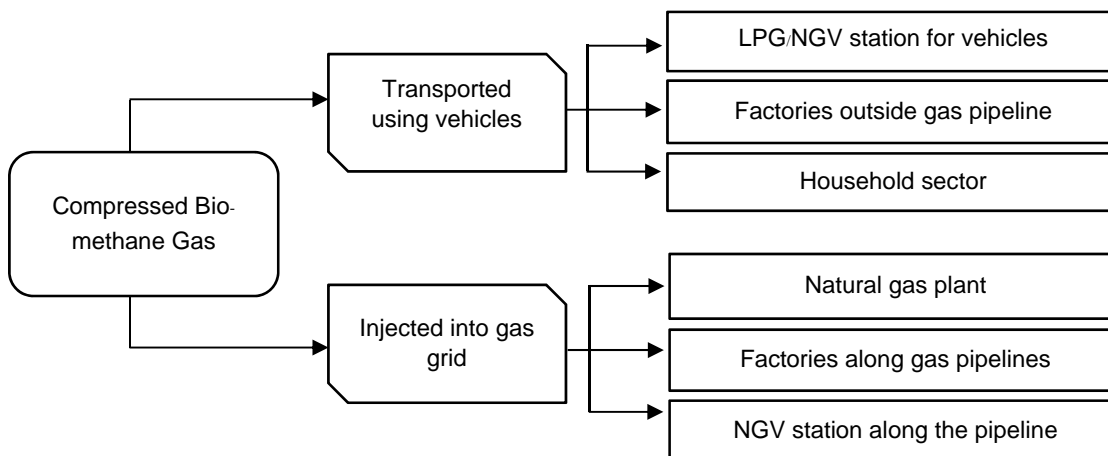 LPG/NGV station for vehicles
Transported
using vehicles
Factories outside gas pipeline
Household sector
Compressed Bio-
methane Gas
Natural gas plant
Injected into gas
grid
Factories along gas pipelines
NGV station along the pipeline